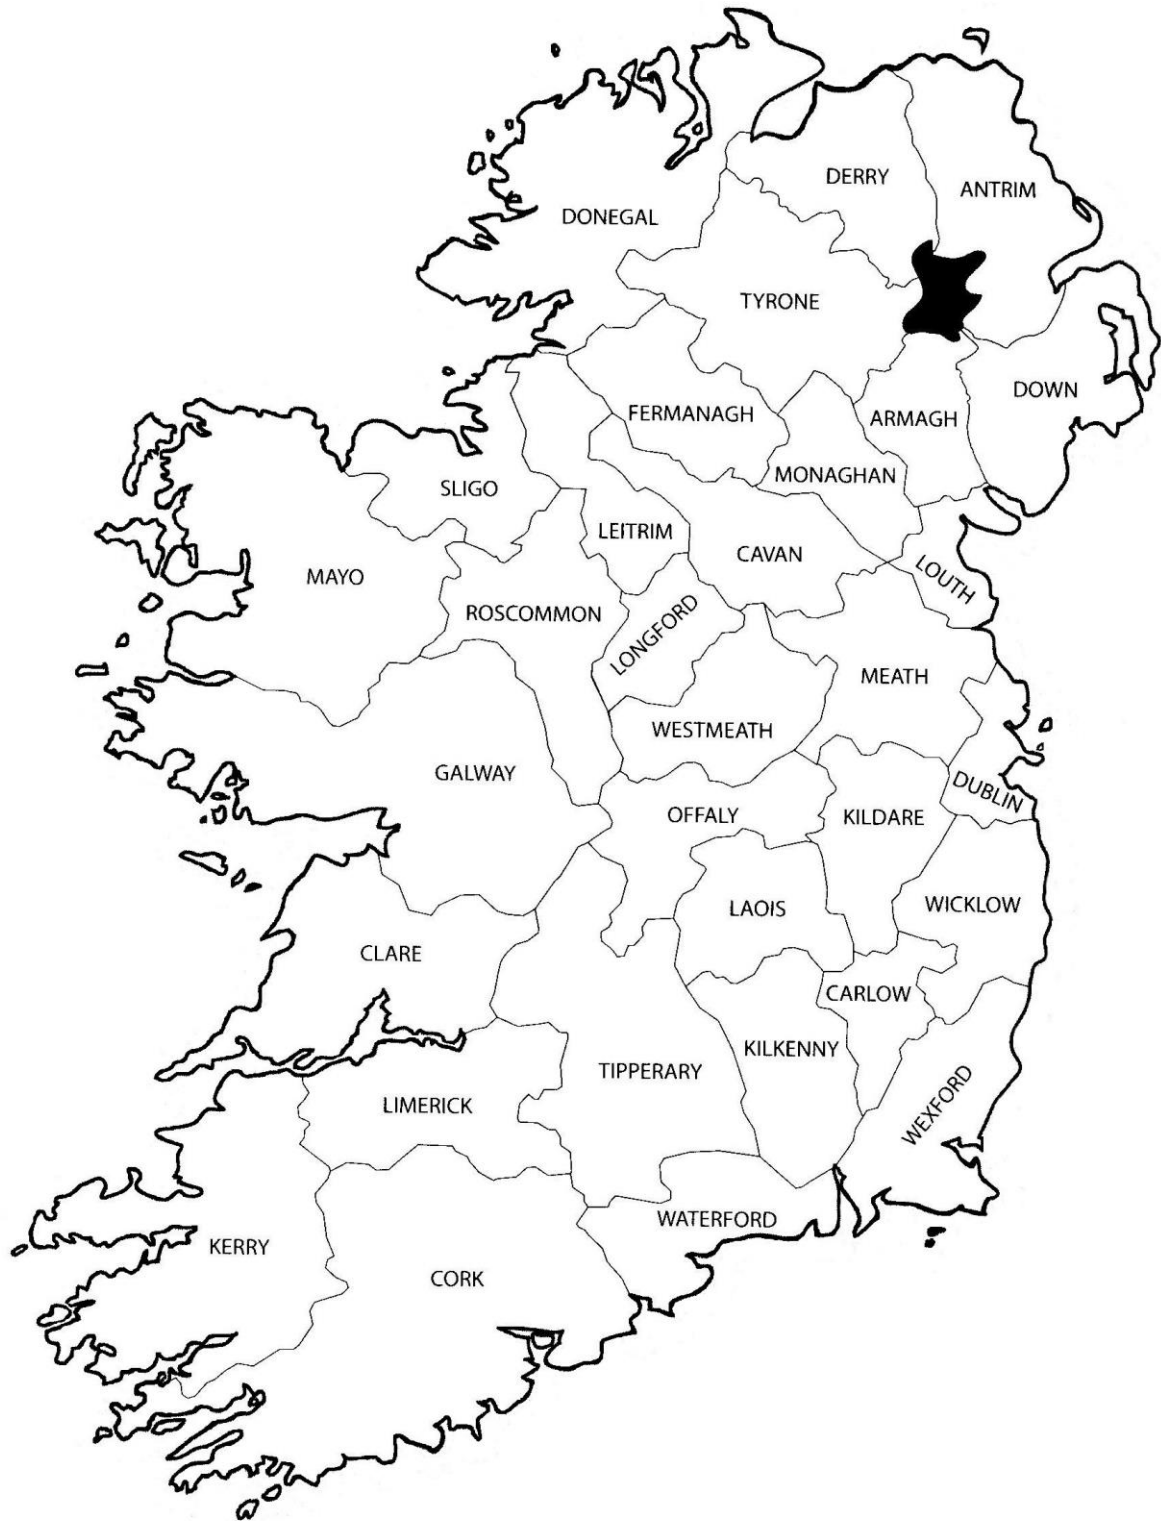 DERRY
ANTRIM
DONEGAL
TYRONE
DOWN
FERMANAGH
ARMAGH
MONAGHAN
SLIGO
LEITRIM
CAVAN
LOUTH
MAYO
ROSCOMMON
LONGFORD
MEATH
WESTMEATH
GALWAY
DUBLIN
OFFALY
KILDARE
LAOIS
WICKLOW
CLARE
CARLOW
KILKENNY
TIPPERARY
LIMERICK
WEXFORD
WATERFORD
KERRY
CORK